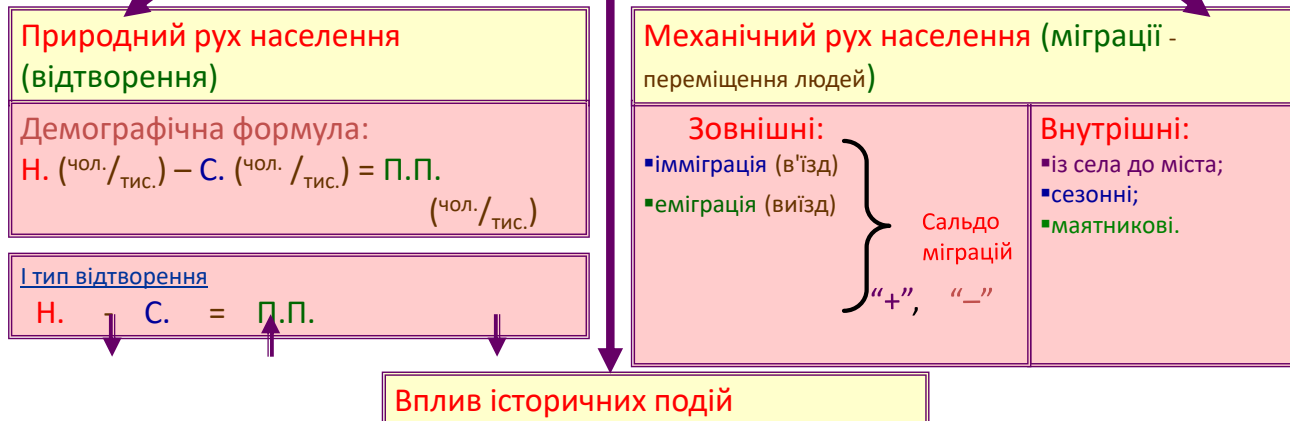 Природний рух населення
(відтворення)
Демографічна формула:
Н. (чол./тис.) – С. (чол. /тис.) = П.П.
(чол./тис.)
І тип відтворення
Н. - С. = П.П.
Механічний рух населення (міграції -
переміщення людей)
Зовнішні:
▪імміграція (в'їзд)
▪еміграція (виїзд)
Сальдо
міграцій
“+”, “–”
Внутрішні:
▪із села до міста;
▪сезонні;
▪маятникові.
Вплив історичних подій